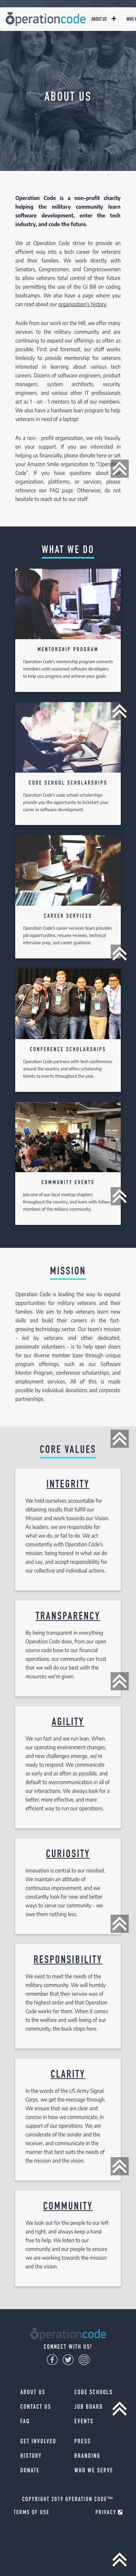 operationcode
ABOUT US + WHO W
ABOUT US
Operation Code is a non-profit charity
helping the military community learn
software development, enter the tech
industry, and code the future.
We at Operation Code strive to provide an
efficient way into a tech career for those
and their families. We work directly with
Senators, Congressmen, and Congresswomen
to allow veterans total control of their future
by permitting the use of the GI Bill on coding
bootcamps. We also have a page where you
can read about our organization's history.
Aside from our work on the Hill, we offer many
services to the military community and are
constantly trying to expand our offerings as often as
possible. First, and foremost, our staff works
tirelessly to provide mentorship for those
interested in learning about various tech
careers. Dozens of software engineers, product
managers, system architects, security
engineers, and various other IT professionals
act as 1 - on - 1 mentors to all of our members.
We also have a hardware loan program to help
veterans in need of a laptop!
As a non - profit organization, we rely heavily
on your support. If you are interested in
helping us financially, please donate here or set
your Amazon Smile organization to "Operation
Code". If you have questions about
organization, platforms, or services, please
reference our FAQ page. Otherwise, do not
hesitate to reach out to our staff.
WHAT WE DO
MENTORSHIP PROGRAM
Operation Code's mentorship program connects
members with seasoned software developers
to help you progress and achieve your goals.
CODE SCHOOL SCHOLARSHIPS
Operation Code's code school scholarships
provide you the opportunity to kickstart your
career in software development.
CAREER SERVICES
Operation Code's career services team provides
job opportunities, resume reviews, technical
interview prep, and career guidance.
CONFERENCE SCHOLARSHIPS
Operation Code partners with tech conferences
around the country and offers scholarship
tickets to events throughout the year.
COMMUNITY EVENTS
Join one of our local meetup chapters
throughout the country, and learn with fellow
members of the military community.
MISSION
Operation Code is leading the way to expand
opportunities for military veterans and their
families. We aim to help veterans learn new
skills and build their careers in the fast-
growing technology sector. Our team's mission
- led by veterans and other dedicated,
passionate volunteers - is to help open doors
for our diverse member base through unique
program offerings, such as our Software
Mentor Program, conference scholarships, and
employment services. All of this is made
possible by individual donations and corporate
partnerships.
CORE VALUES
INTEGRITY
We hold ourselves accountable for
obtaining results that fulfill our
Mission and work towards our Vision.
As leaders, we are responsible for
what we do, or fail to do. We act
consistently with Operation Code's
mission, being honest in what we do
and say, and accept responsibility for
our collective and individual actions.
TRANSPARENCY
By being transparent in everything
Operation Code does, from our open
source code base to our financial
operations, our community can trust
that we will do our best with the
resources we're given.
AGILITY
We run fast and we run lean. When
our operating environment changes,
and new challenges emerge, we're
ready to respond. We communicate
as early and as often as possible, and
default to overcommunication in all of
our interactions. We always look for a
better, more effective, and more
efficient way to run our operations.
CURIOSITY
Innovation is central to our mindset.
We maintain an attitude of
continuous improvement, and we
constantly look for new and better
ways to serve our community - we
own them nothing less.
RESPONSIBILITY
We exist to meet the needs of the
military community. We will humbly
remember that their service was of
the highest order and that Operation
Code works for them. When it comes
to the welfare and well-being of our
community, the buck stops here.
CLARITY
In the words of the US Army Signal
Corps, we get the message through.
We ensure that we are clear and
concise in how we communicate, in
support of our operations. We are
considerate of the sender and the
receiver, and communicate in the
manner that best suits the needs of
the mission and the vision.
COMMUNITY
We look out for the people to our left
and right, and always keep a hand
free to help. We listen to our
community and our people to ensure
we are working towards the mission
and the vision.
operationcode
CONNECT WITH US!
ABOUT US CODE SCHOOLS
CONTACT US JOB BOARD
FAQ EVENTS
GET INVOLVED PRESS
HISTORY BRANDING
DONATE WHO WE SERVE
COPYRIGHT 2019 OPERATION CODE™
TERMS OF USE PRIVACY